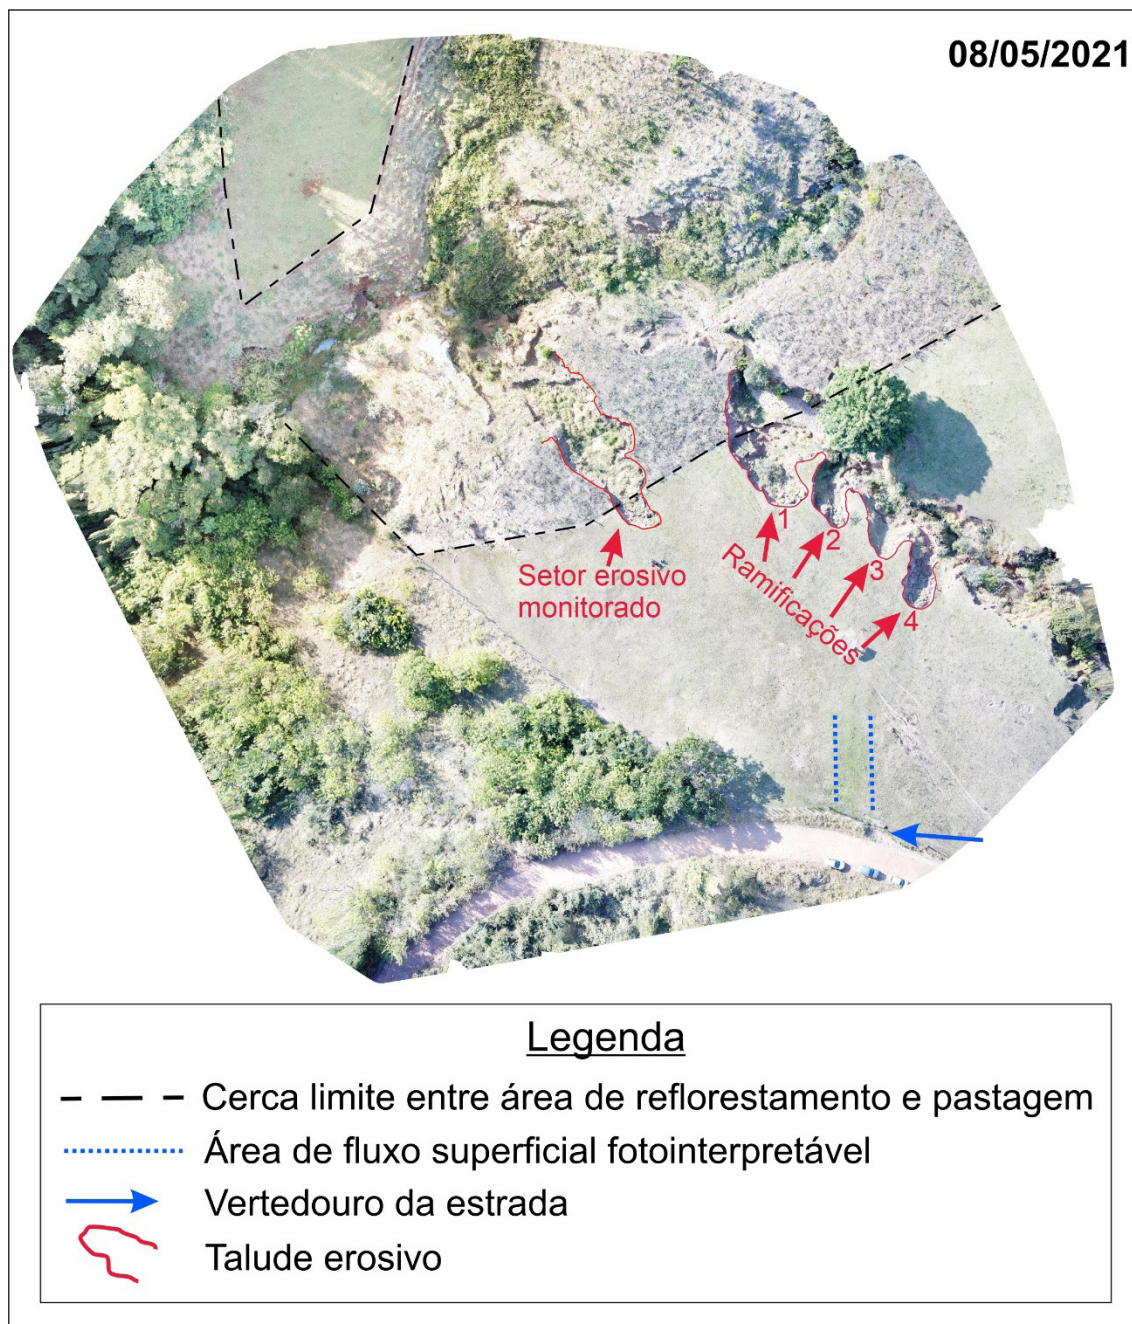 08/05/2021
Setor erosivo
monitorado
Ramificações
1
2
3
4
Legenda
Cerca limite entre área de reflorestamento e pastagem
Área de fluxo superficial fotointerpretável
Vertedouro da estrada
Talude erosivo